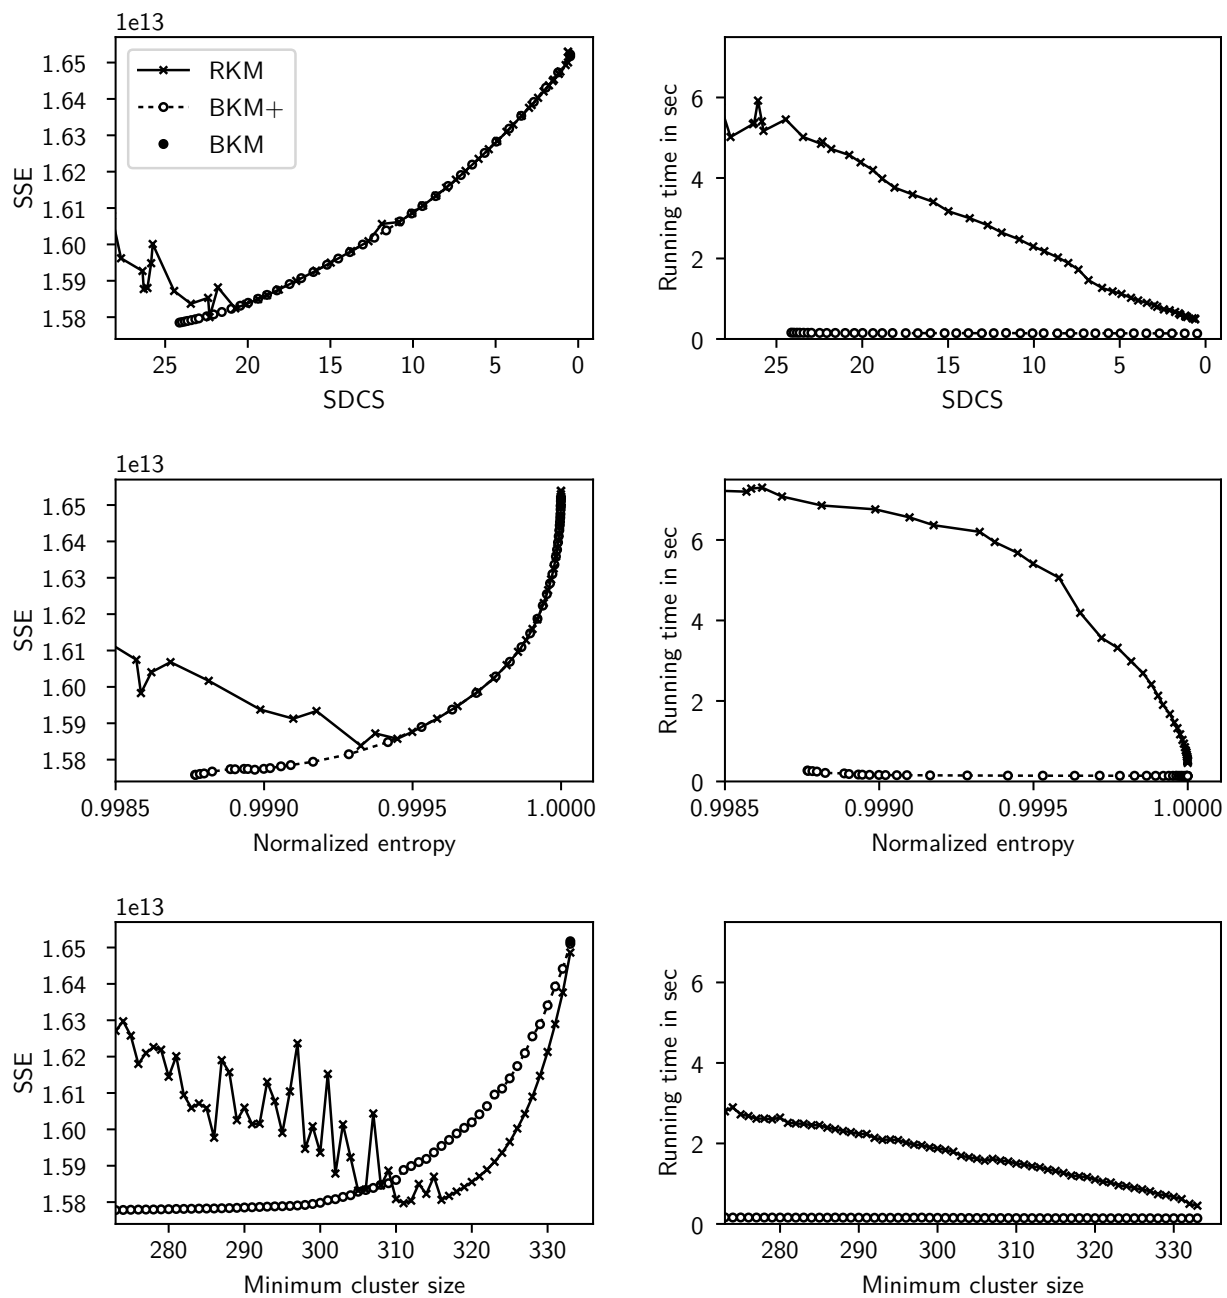 1e13
1.65
1.64
1.63
1.62
1.61
1.60
1.59
1.58
SSE
RKM
BKM+
BKM
25 20 15 10 5 0
SDCS
6
4
2
0
Running time in sec
25 20 15 10 5 0
SDCS
1e13
1.65
1.64
1.63
1.62
1.61
1.60
1.59
1.58
SSE
0.9985 0.9990 0.9995 1.0000
Normalized entropy
6
4
2
0
Running time in sec
0.9985 0.9990 0.9995 1.0000
Normalized entropy
1e13
1.65
1.64
1.63
1.62
1.61
1.60
1.59
1.58
SSE
280 290 300 310 320 330
Minimum cluster size
6
4
2
0
Running time in sec
280 290 300 310 320 330
Minimum cluster size